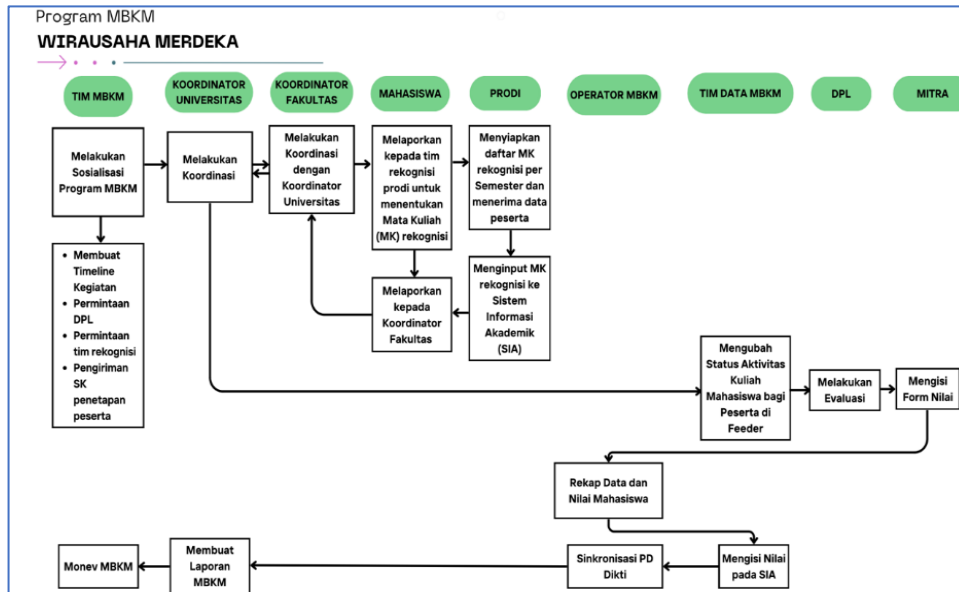 Program MBKM
WIRAUSAHA MERDEKA
TIM MBKM
KOORDINATOR
UNIVERSITAS
KOORDINATOR
FAKULTAS
MAHASISWA
PRODI
OPERATOR MBKM
TIM DATA MBKM
DPL
MITRA
Melakukan
Sosialisasi
Program MBKM
Melakukan
Koordinasi
Melakukan
Koordinasi
dengan
Koordinator
Universitas
Melaporkan
kepada tim
rekognisi
prodi untuk
menentukan
Mata Kuliah
(MK) rekognisi
Menyiapkan
daftar MK
rekognisi per
Semester dan
menerima data
peserta
• Membuat
Timeline
Kegiatan
• Permintaan
DPL
• Permintaan
tim rekognisi
• Pengiriman
SK
penetapan
peserta
Melaporkan
kepada
Koordinator
Fakultas
Menginput MK
rekognisi ke
Sistem
Informasi
Akademik
(SIA)
Mengubah
Status Aktivitas
Kuliah
Mahasiswa bagi
Peserta di
Feeder
Melakukan
Evaluasi
Mengisi
Form Nilai
Rekap Data dan
Nilai Mahasiswa
Mengisi Nilai
pada SIA
Sinkronisasi PD
Dikti
Membuat
Laporan
MBKM
Monev MBKM